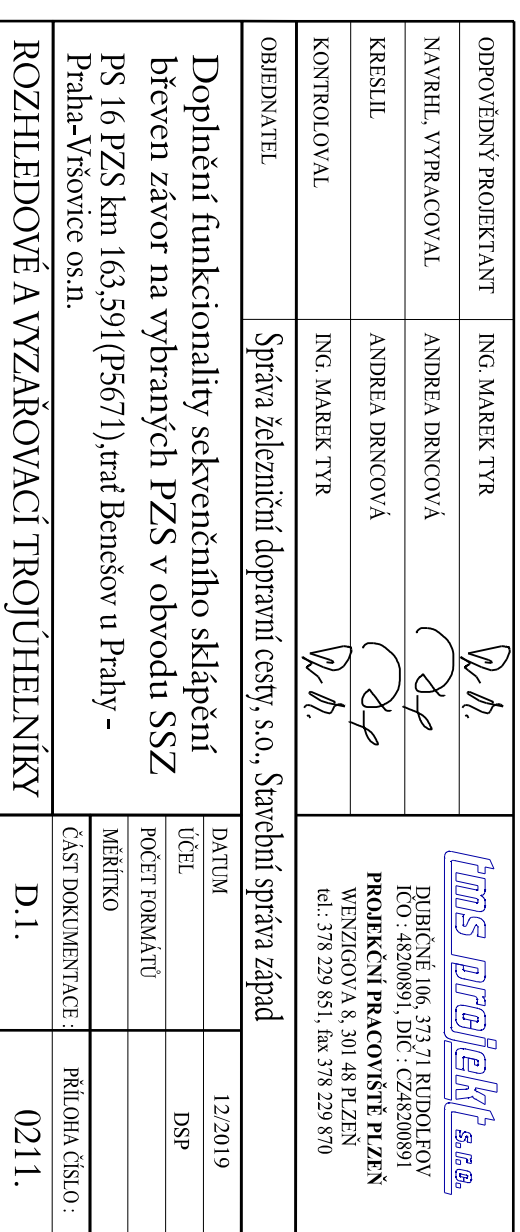 ODPOVĚDNÝ PROJEKTANT ING. MAREK TYR
NAVRHL, VYPRACOVAL ANDREA DRNCOVÁ
KRESLIL ANDREA DRNCOVÁ
KONTROLOVAL ING. MAREK TYR
tms projekt s.r.o.
DUBIČNÉ 106, 373 71 RUDOLFOV
IČO : 48200891, DIČ : CZ48200891
PROJEKČNÍ PRACOVIŠTĚ PLZEŇ
WENZIGOVA 8, 301 48 PLZEŇ
tel.: 378 229 851, fax 378 229 870
OBJEDNATEL Správa železniční dopravní cesty, s.o., Stavební správa západ
Doplnění funkcionality sekvenčního sklápění
břeven závor na vybraných PZS v obvodu SSZ
PS 16 PZS km 163,591(P5671),trať Benešov u Prahy -
Praha-Vršovice os.n.
DATUM 12/2019
ÚČEL DSP
POČET FORMÁTŮ
MĚŘÍTKO
ROZHLEDOVÉ A VYZAŘOVACÍ TROJÚHELNÍKY
ČÁST DOKUMENTACE :
D.1.
PŘÍLOHA ČÍSLO :
0211.